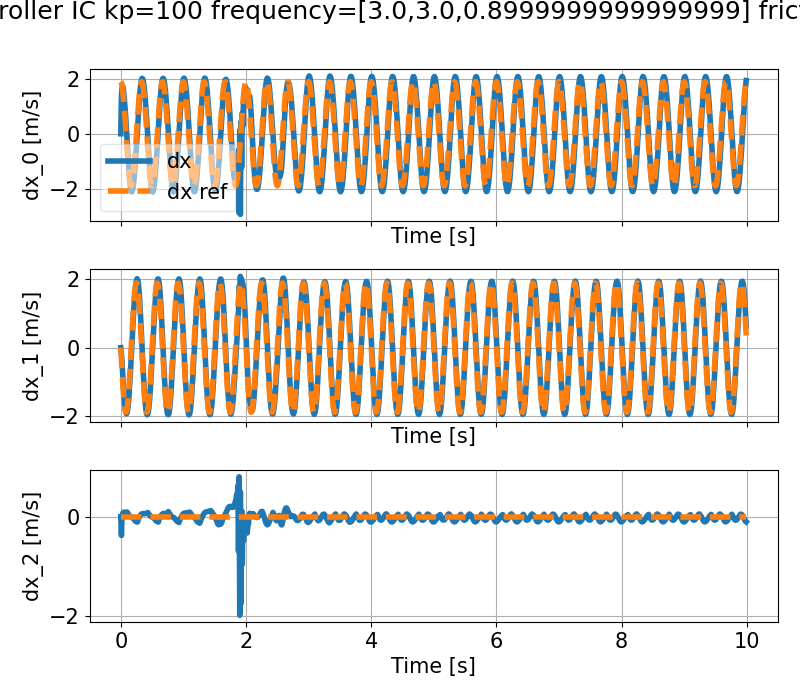 roller IC kp=100 frequency=[3.0,3.0,0.8999999999999999] frict
2
0
−2
dx_0 [m/s]
dx
dx ref
Time [s]
2
0
−2
dx_1 [m/s]
Time [s]
0
−2
dx_2 [m/s]
0 2 4 6 8 10
Time [s]